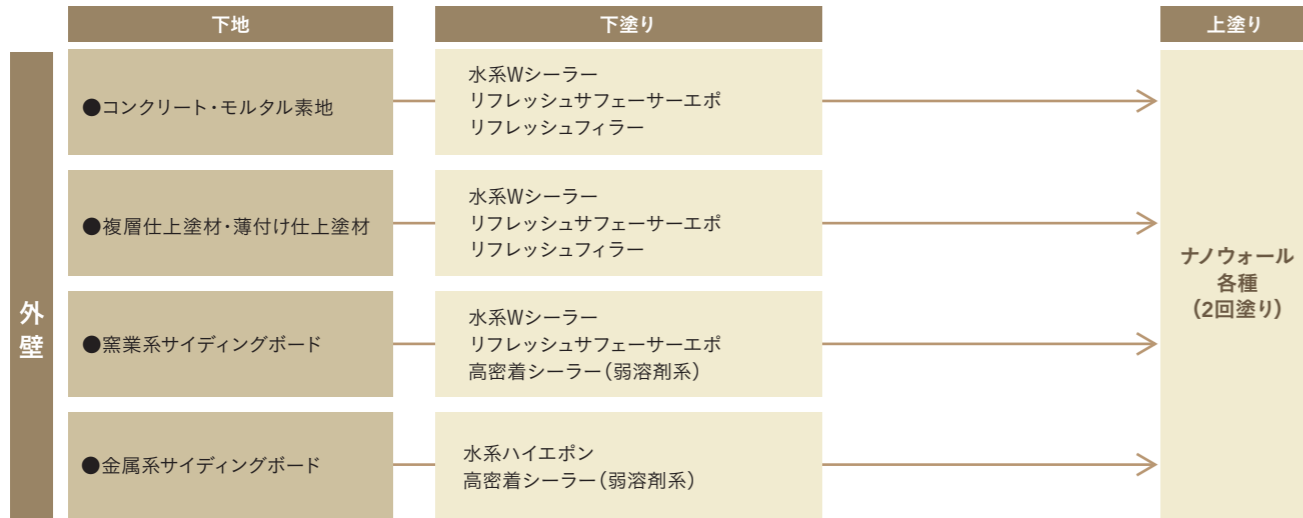 下地
下塗り
上塗り
外壁
●コンクリート・モルタル素地
水系Wシーラー
リフレッシュサフェーサーエポ
リフレッシュフィラー
●複層仕上塗材・薄付け仕上塗材
水系Wシーラー
リフレッシュサフェーサーエポ
リフレッシュフィラー
●窯業系サイディングボード
水系Wシーラー
リフレッシュサフェーサーエポ
高密着シーラー(弱溶剤系)
●金属系サイディングボード
水系ハイエポン
高密着シーラー(弱溶剤系)
ナノウォール
各種
(2回塗り)